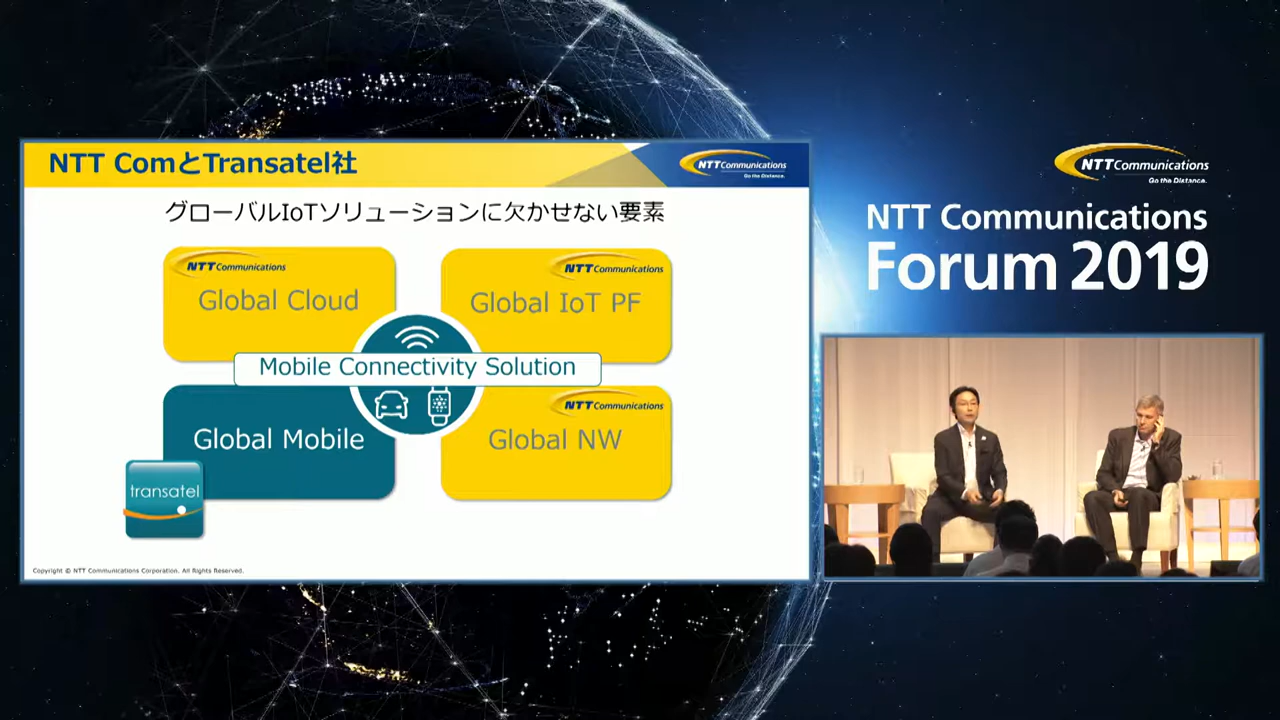 NTT ComとTransatel社
NTT Communications
Go the Distance.
グローバルIoTソリューションに欠かせない要素
NTT Communications
Global Cloud
NTT Communications
Global IoT PF
Mobile Connectivity Solution
Global Mobile
transatel
NTT Communications
Global NW
Copyright © NTT Communications Corporation. All Rights Reserved.
NTT Communications
Go the Distance.
NTT Communications
Forum 2019